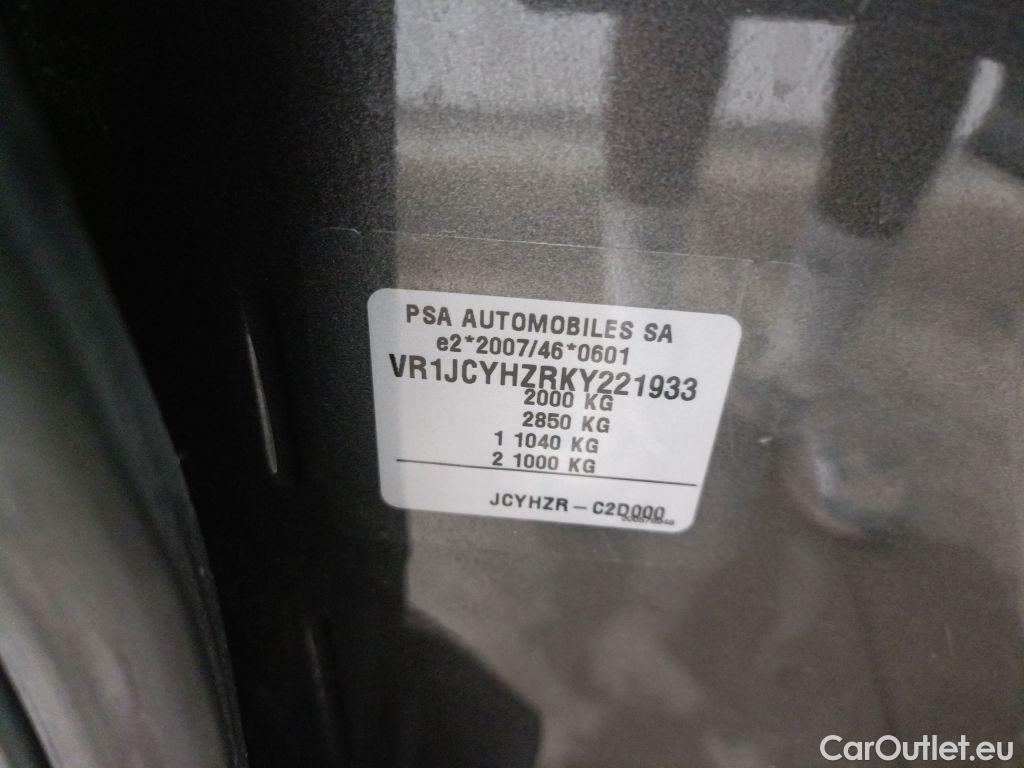 PSA AUTOMOBILES SA
e2*2007/46*0601
VR1JCYHZRKY221933
2000 KG
2850 KG
1 1040 KG
2 1000 KG
JCYHZR - C2D000
CarOutlet.eu